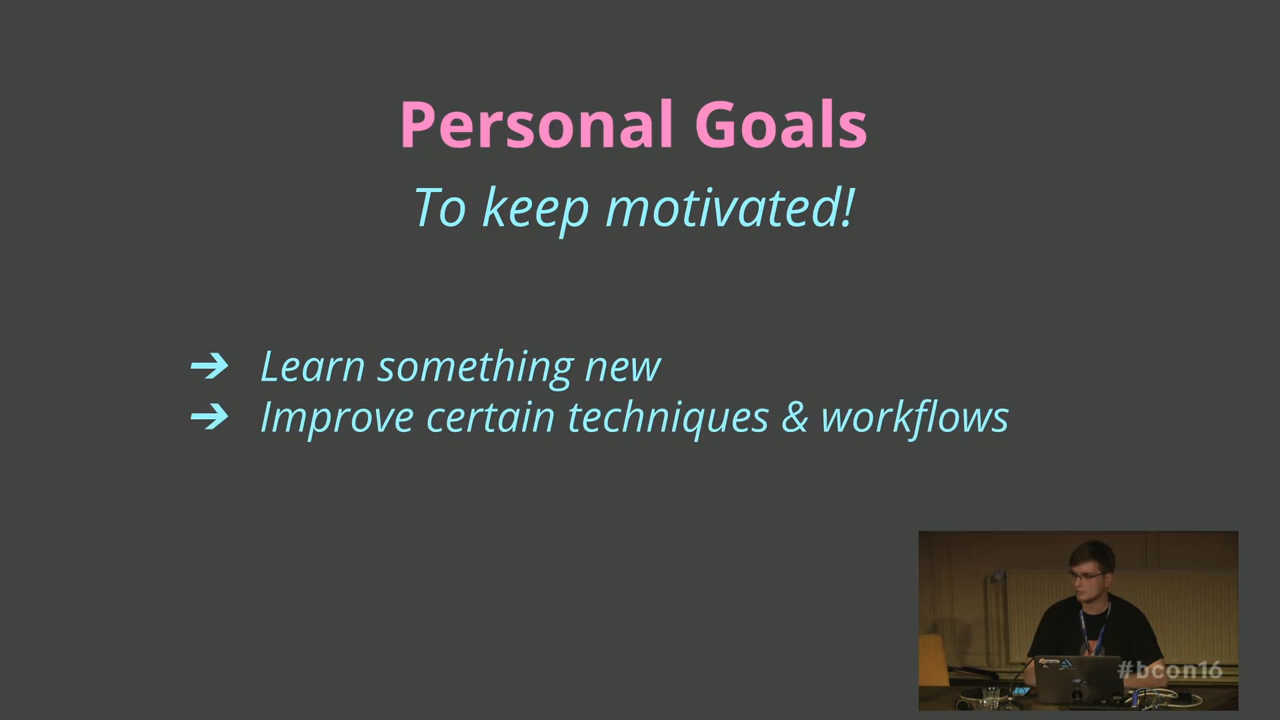 Personal Goals
To keep motivated!
➔ Learn something new
➔ Improve certain techniques & workflows
#bcon16